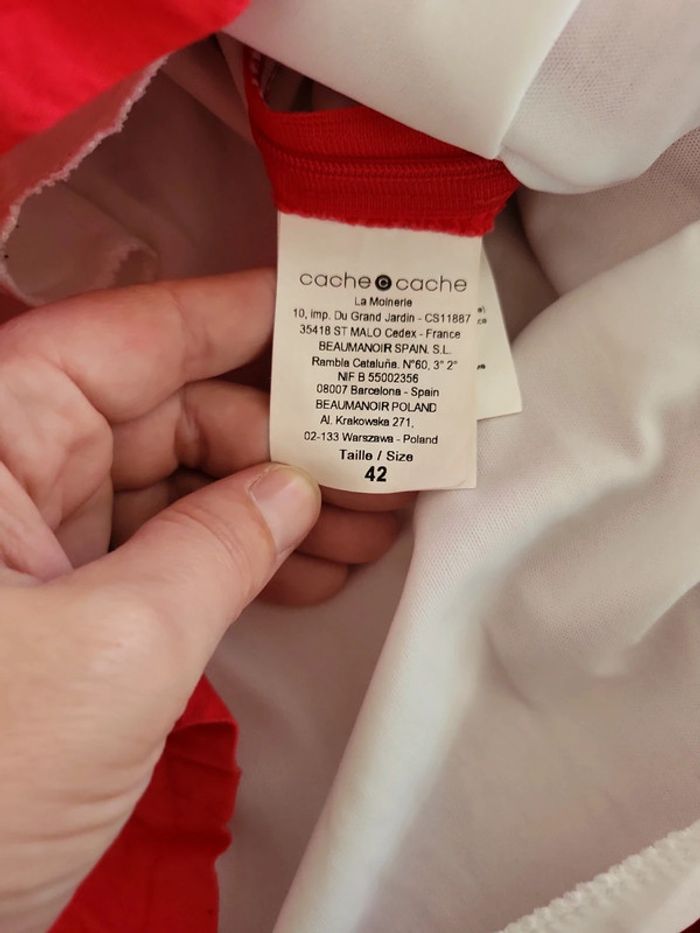 cache c cache
La Moinerie
10, imp. Du Grand Jardin - CS11887
35418 ST MALO Cedex - France
BEAUMANOIR SPAIN. S.L.
Rambla Cataluña. N°60, 3° 2°
NIF B 55002356
08007 Barcelona - Spain
BEAUMANOIR POLAND
Al. Krakowska 271,
02-133 Warszawa - Poland
Taille / Size
42